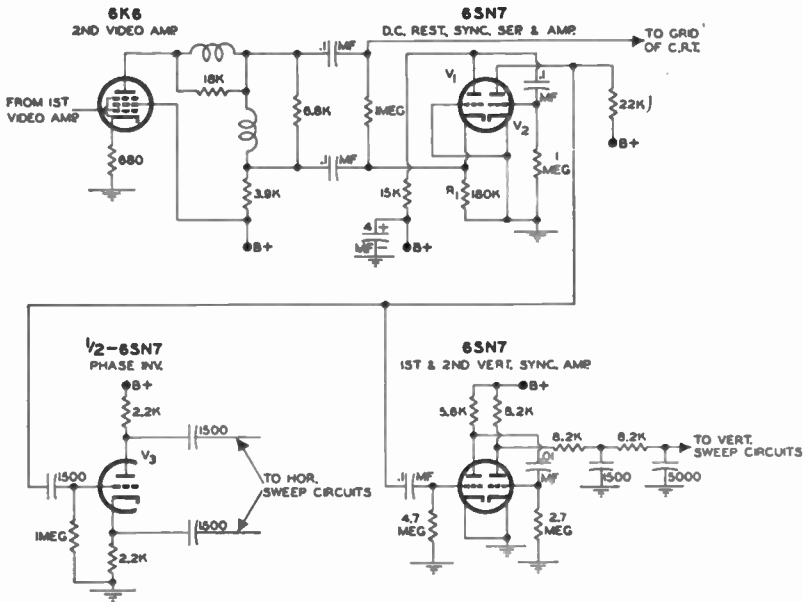 6K6
2ND VIDEO AMP.
6SN7
D.C. REST., SYNC. SEP. & AMP.
TO GRID
OF C.R.T.
.1 MF
18K
FROM 1ST
VIDEO AMP.
6.8K
1MEG
V1
V2
.1
MF
22K
B+
680
.1 MF
3.9K
B+
15K
R1
180K
1
MEG
4
MF
B+
1/2-6SN7
PHASE INV.
B+
2.2K
1500
V3
1500
TO HOR.
SWEEP CIRCUITS
1500
1MEG
2.2K
6SN7
1ST & 2ND VERT. SYNC. AMP.
B+
5.6K
8.2K
8.2K
8.2K
TO VERT.
SWEEP CIRCUITS
.1 MF
.01
MF
1500
5000
4.7
MEG
2.7
MEG